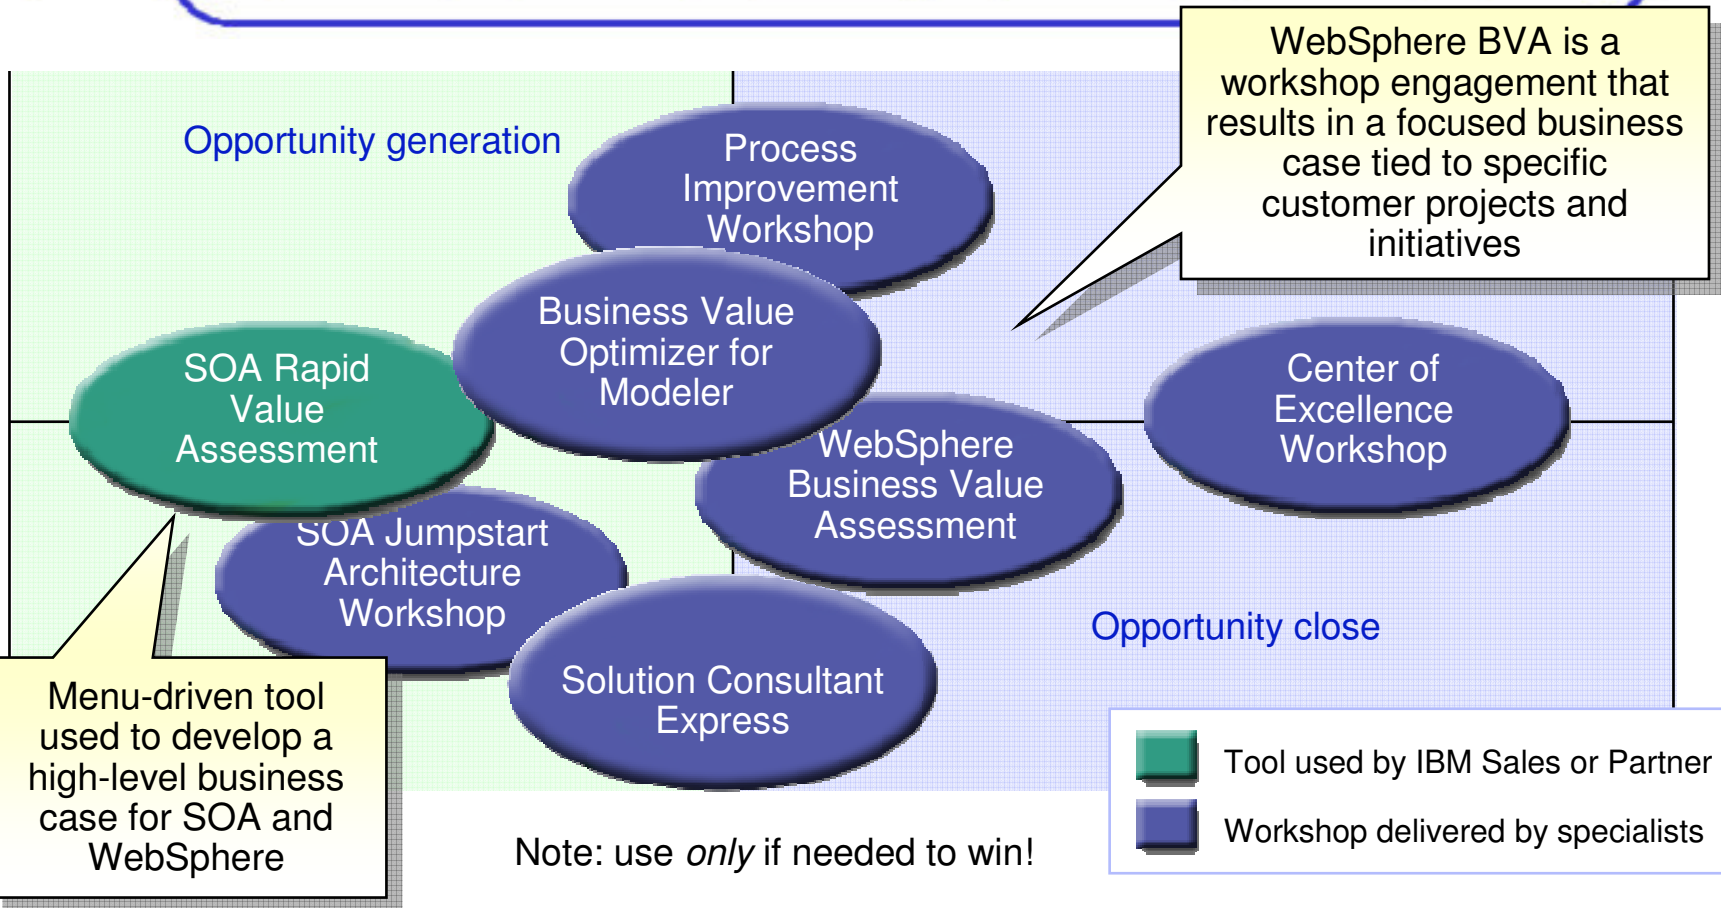 WebSphere BVA is a
workshop engagement that
results in a focused business
case tied to specific
customer projects and
initiatives
Opportunity generation
Process
Improvement
Workshop
Business Value
Optimizer for
Modeler
SOA Rapid
Value
Assessment
Center of
Excellence
Workshop
WebSphere
Business Value
Assessment
SOA Jumpstart
Architecture
Workshop
Opportunity close
Solution Consultant
Express
Menu-driven tool
used to develop a
high-level business
case for SOA and
WebSphere
Tool used by IBM Sales or Partner
Workshop delivered by specialists
Note: use only if needed to win!